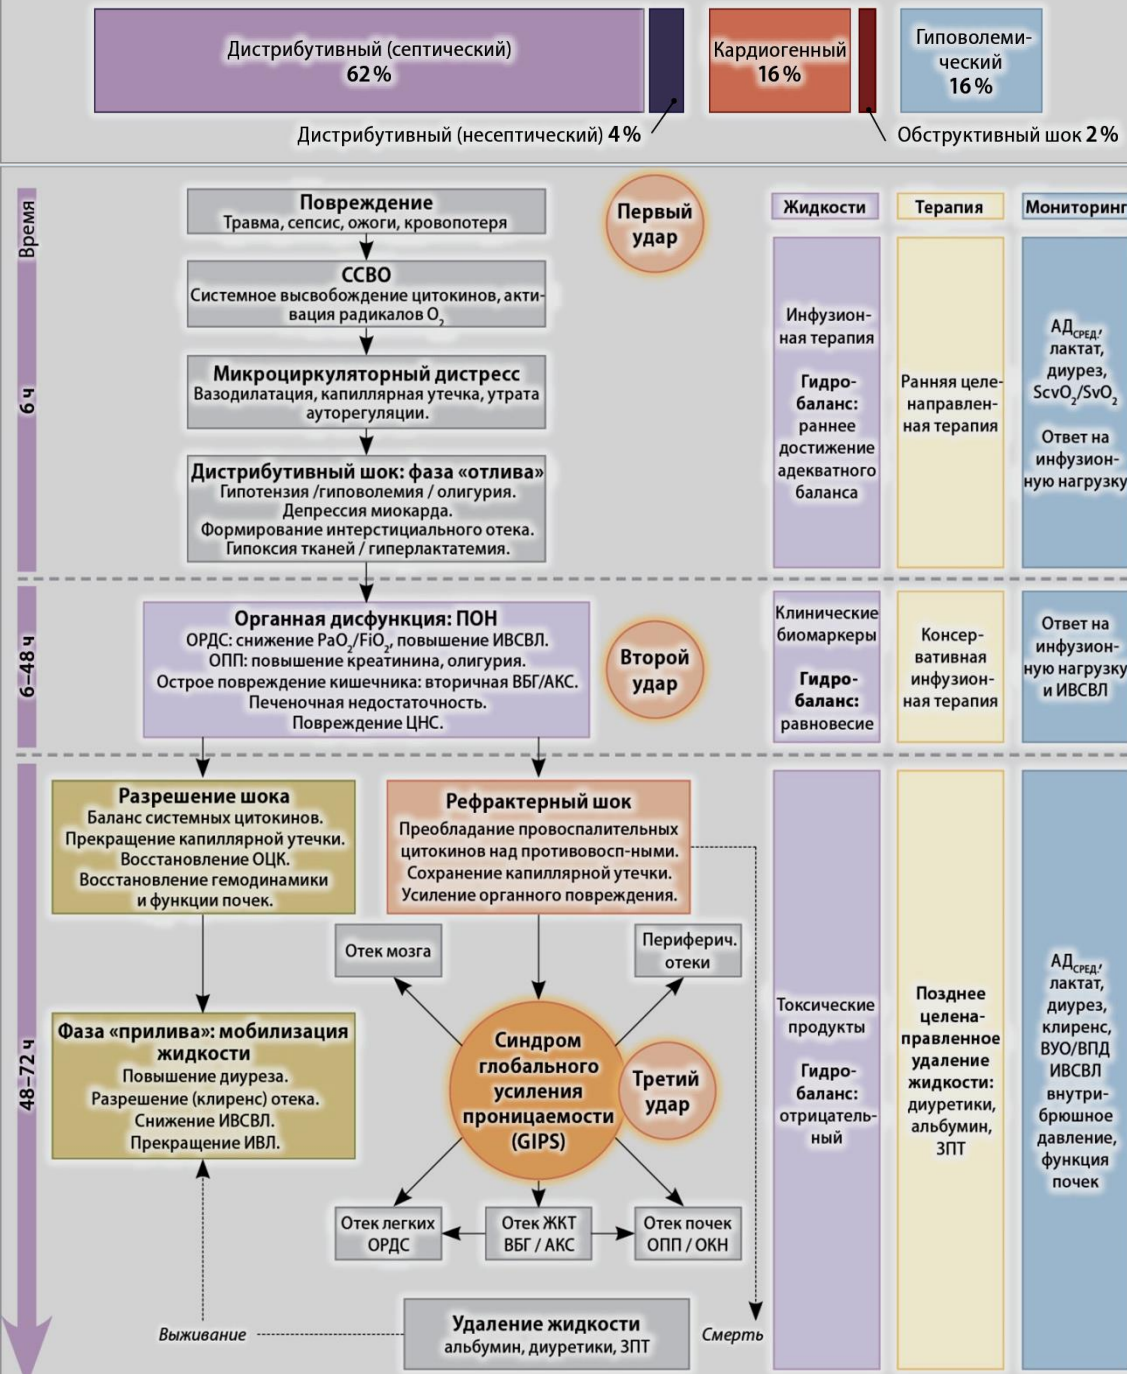 Дистрибутивный (септический)
62 %
Кардиогенный
16 %
Гиповолеми-
ческий
16 %
Дистрибутивный (несептический) 4 %
Обструктивный шок 2 %
Время
6 ч
6–48 ч
48–72 ч
Повреждение
Травма, сепсис, ожоги, кровопотеря
Первый
удар
ССВО
Системное высвобождение цитокинов, акти-
вация радикалов O₂
Микроциркуляторный дистресс
Вазодилатация, капиллярная утечка, утрата
ауторегуляции.
Дистрибутивный шок: фаза «отлива»
Гипотензия /гиповолемия / олигурия.
Депрессия миокарда.
Формирование интерстициального отека.
Гипоксия тканей / гиперлактатемия.
Жидкости
Инфузион-
ная терапия
Гидро-
баланс:
раннее
достижение
адекватного
баланса
Терапия
Ранняя целе-
направлен-
ная терапия
Мониторинг
АДСРЕД.,
лактат,
диурез,
ScvO₂/SvO₂
Ответ на
инфузион-
ную нагрузку
Органная дисфункция: ПОН
ОРДС: снижение PaO₂/FiO₂, повышение ИВСВЛ.
ОПП: повышение креатинина, олигурия.
Острое повреждение кишечника: вторичная ВБГ/АКС.
Печеночная недостаточность.
Повреждение ЦНС.
Второй
удар
Клинические
биомаркеры
Гидро-
баланс:
равновесие
Консер-
вативная
инфузион-
ная терапия
Ответ на
инфузион-
ную нагрузку
и ИВСВЛ
Разрешение шока
Баланс системных цитокинов.
Прекращение капиллярной утечки.
Восстановление ОЦК.
Восстановление гемодинамики
и функции почек.
Рефрактерный шок
Преобладание провоспалительных
цитокинов над противовосп-ными.
Сохранение капиллярной утечки.
Усиление органного повреждения.
Отек мозга
Периферич.
отеки
Фаза «прилива»: мобилизация
жидкости
Повышение диуреза.
Разрешение (клиренс) отека.
Снижение ИВСВЛ.
Прекращение ИВЛ.
Синдром
глобального
усиления
проницаемости
(GIPS)
Третий
удар
Отек легких
ОРДС
Отек ЖКТ
ВБГ / АКС
Отек почек
ОПП / ОКН
Выживание
Удаление жидкости
альбумин, диуретики, ЗПТ
Смерть
Токсические
продукты
Гидро-
баланс:
отрицатель-
ный
Позднее
целена-
правленное
удаление
жидкости:
диуретики,
альбумин,
ЗПТ
АДСРЕД.,
лактат,
диурез,
клиренс,
ВУО/ВПД
ИВСВЛ
внутри-
брюшное
давление,
функция
почек